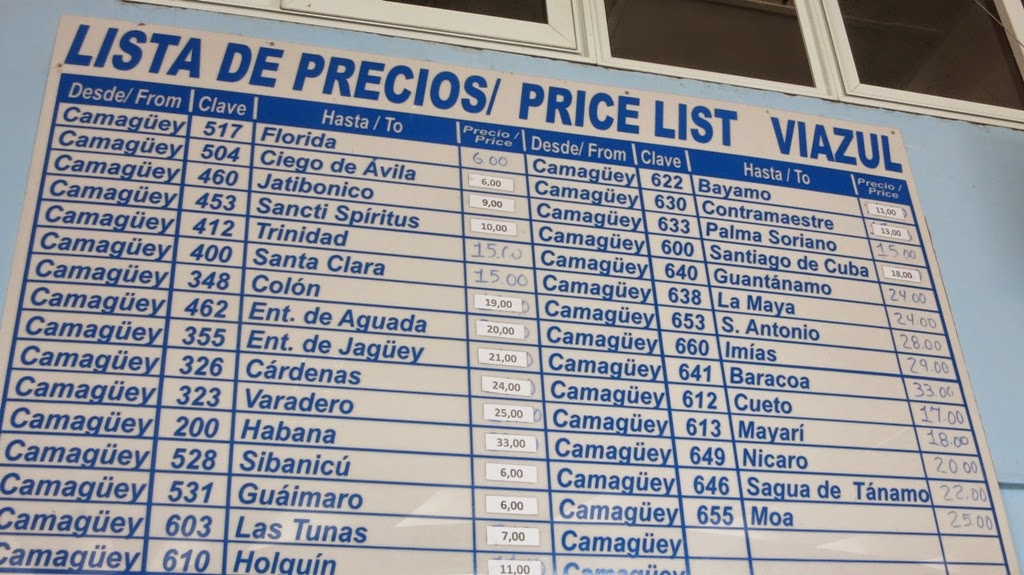 LISTA DE PRECIOS/ PRICE LIST VIAZUL
Desde/ From Clave Hasta / To Precio / Price Desde/ From Clave Hasta / To Precio / Price
Camagüey 517 Florida 6.00 Camagüey 622 Bayamo 11,00
Camagüey 504 Ciego de Ávila 6,00 Camagüey 630 Contramaestre 13,00
Camagüey 460 Jatibonico 9,00 Camagüey 633 Palma Soriano 15.00
Camagüey 453 Sancti Spíritus 10,00 Camagüey 600 Santiago de Cuba 18,00
Camagüey 412 Trinidad 15.00 Camagüey 640 Guantánamo 24.00
Camagüey 400 Santa Clara 15.00 Camagüey 638 La Maya 24.00
Camagüey 348 Colón 19,00 Camagüey 653 S. Antonio 28.00
Camagüey 462 Ent. de Aguada 20,00 Camagüey 660 Imías 29.00
Camagüey 355 Ent. de Jagüey 21,00 Camagüey 641 Baracoa 33.00
Camagüey 326 Cárdenas 24,00 Camagüey 612 Cueto 17.00
Camagüey 323 Varadero 25,00 Camagüey 613 Mayarí 18.00
Camagüey 200 Habana 33,00 Camagüey 649 Nicaro 20.00
Camagüey 528 Sibanicú 6,00 Camagüey 646 Sagua de Tánamo 22.00
Camagüey 531 Guáimaro 6,00 Camagüey 655 Moa 25.00
Camagüey 603 Las Tunas 7,00 Camagüey
Camagüey 610 Holguín 11,00 Camagüey